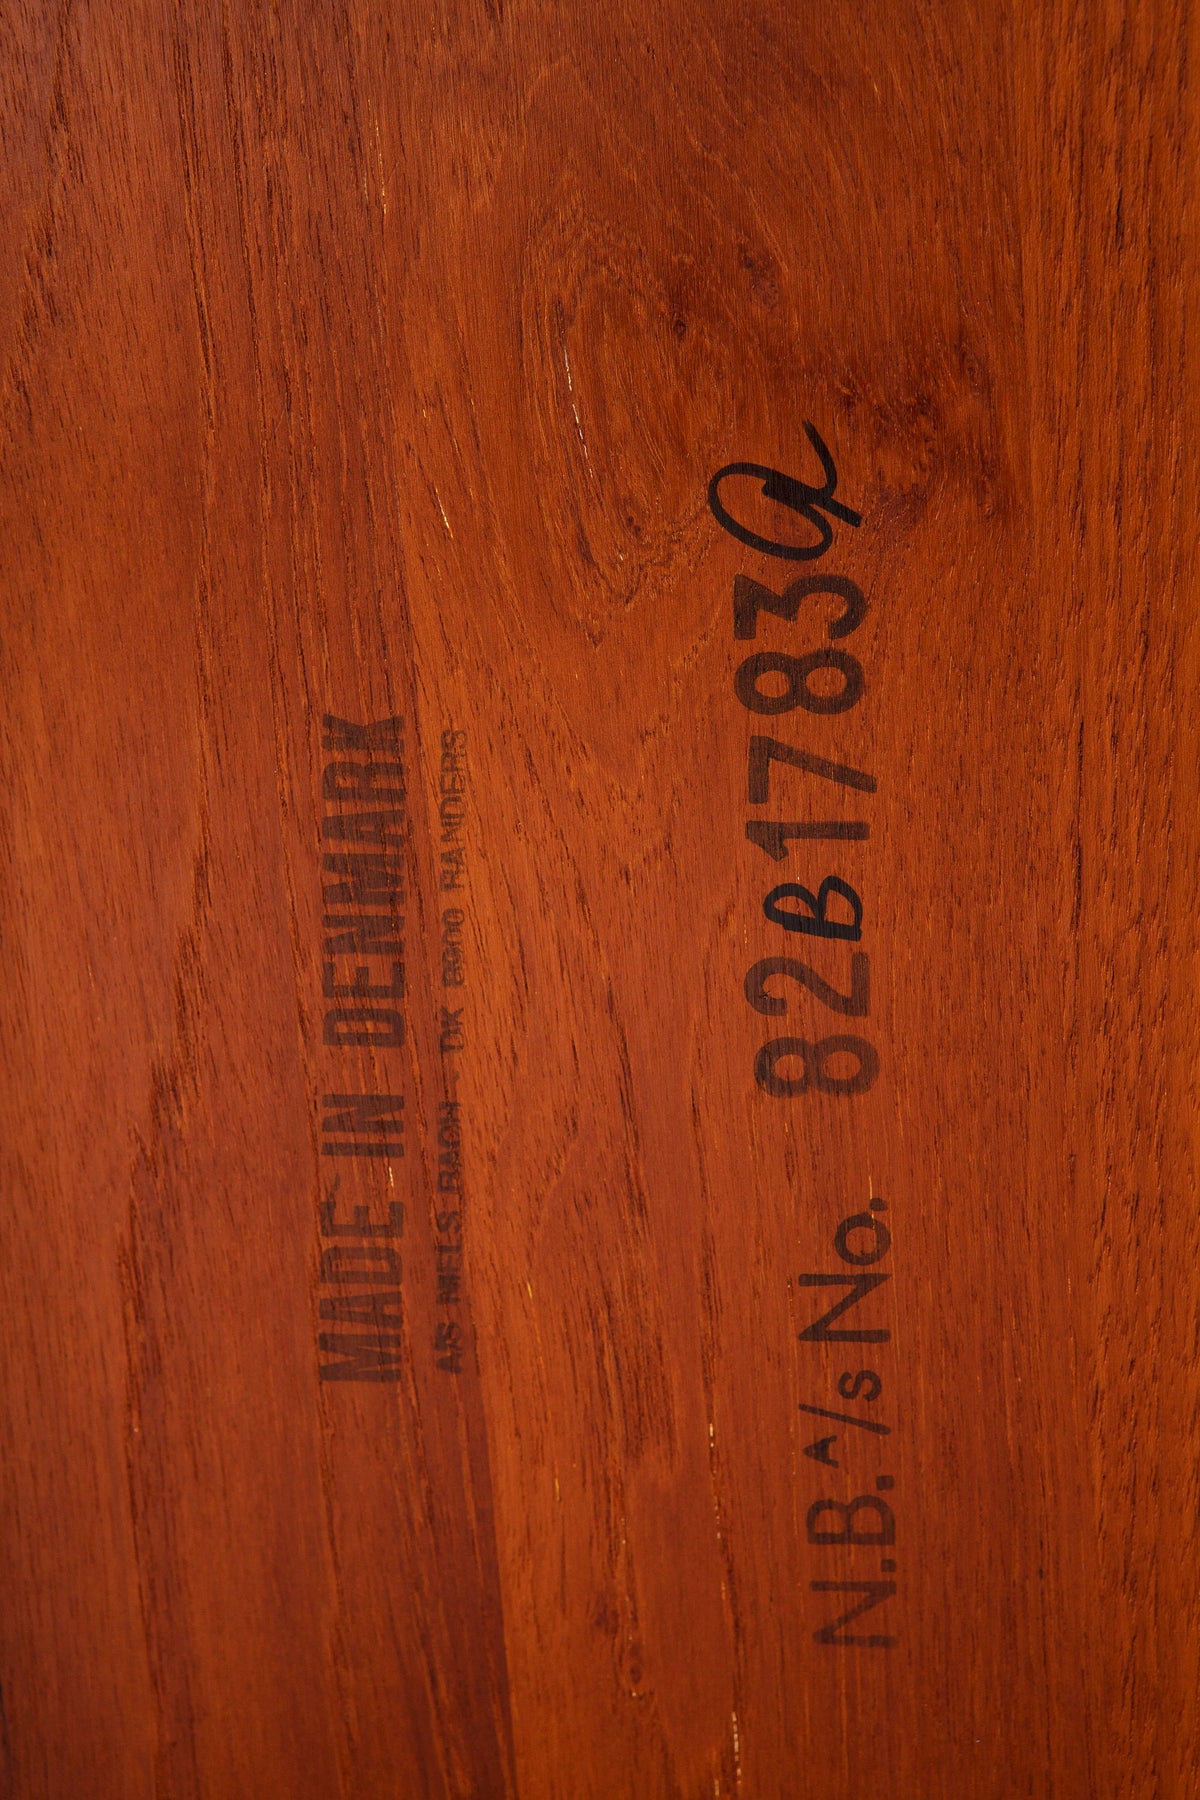 MADE IN DENMARK
A/S NIELS BACH - DK 8900 RANDERS
N.B. A/S No. 82B1783a